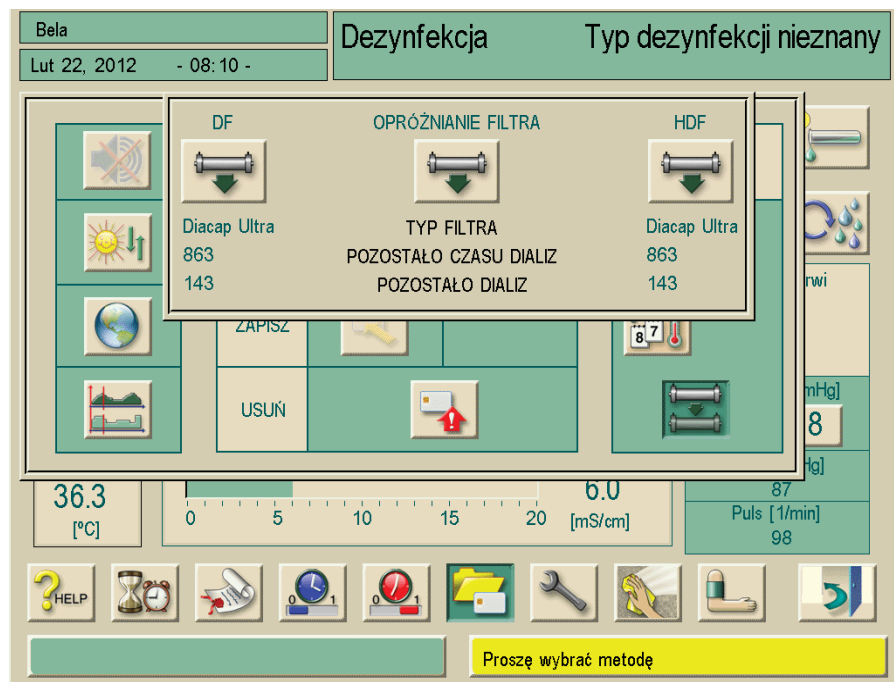 Bela
Lut 22, 2012 - 08:10 -
Dezynfekcja Typ dezynfekcji nieznany
DF OPRÓŻNIANIE FILTRA HDF
Diacap Ultra TYP FILTRA Diacap Ultra
863 POZOSTAŁO CZASU DIALIZ 863
143 POZOSTAŁO DIALIZ 143
rwi
ZAPISZ
8 7
mHg]
USUŃ
8
Hg]
36.3
6.0
87
[°C]
0 5 10 15 20 [mS/cm]
Puls [1/min]
98
? HELP
0 1
0 1
Proszę wybrać metodę